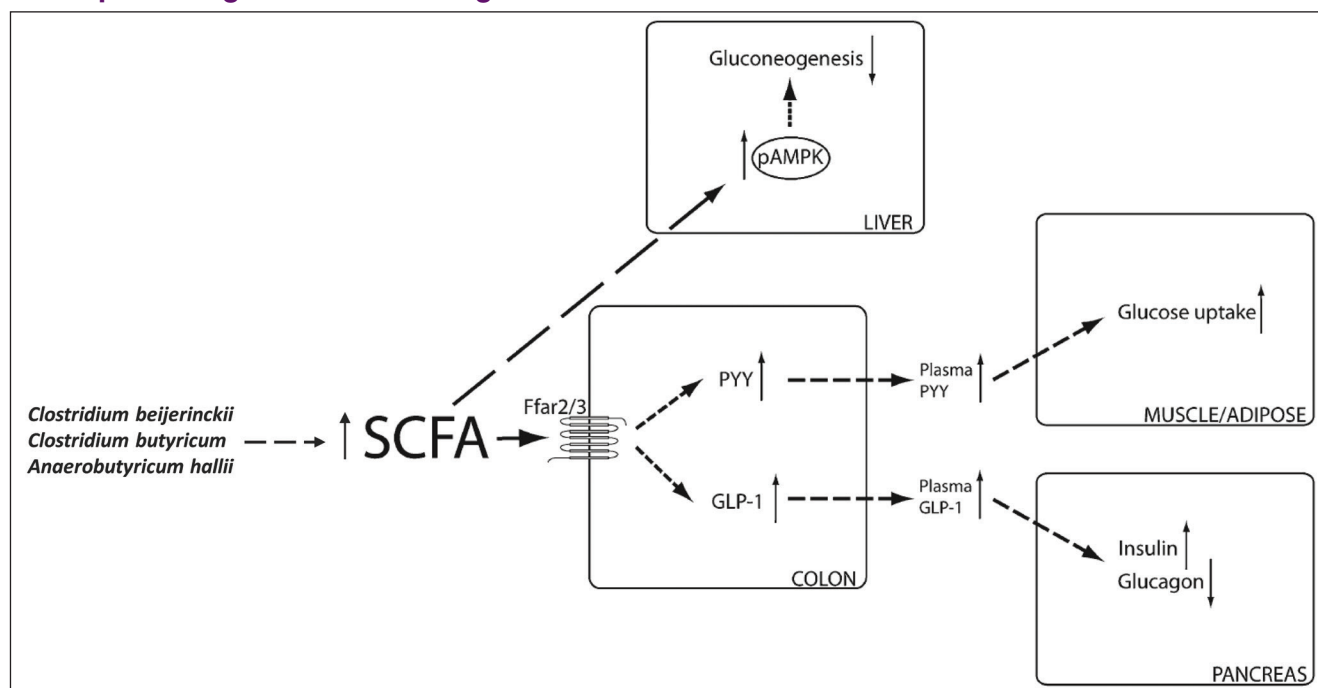 Gluconeogenesis
pAMPK
LIVER
Clostridium beijerinckii
Clostridium butyricum
Anaerobutyricum hallii
SCFA
Ffar2/3
PYY
GLP-1
COLON
Plasma
PYY
Plasma
GLP-1
Glucose uptake
MUSCLE/ADIPOSE
Insulin
Glucagon
PANCREAS